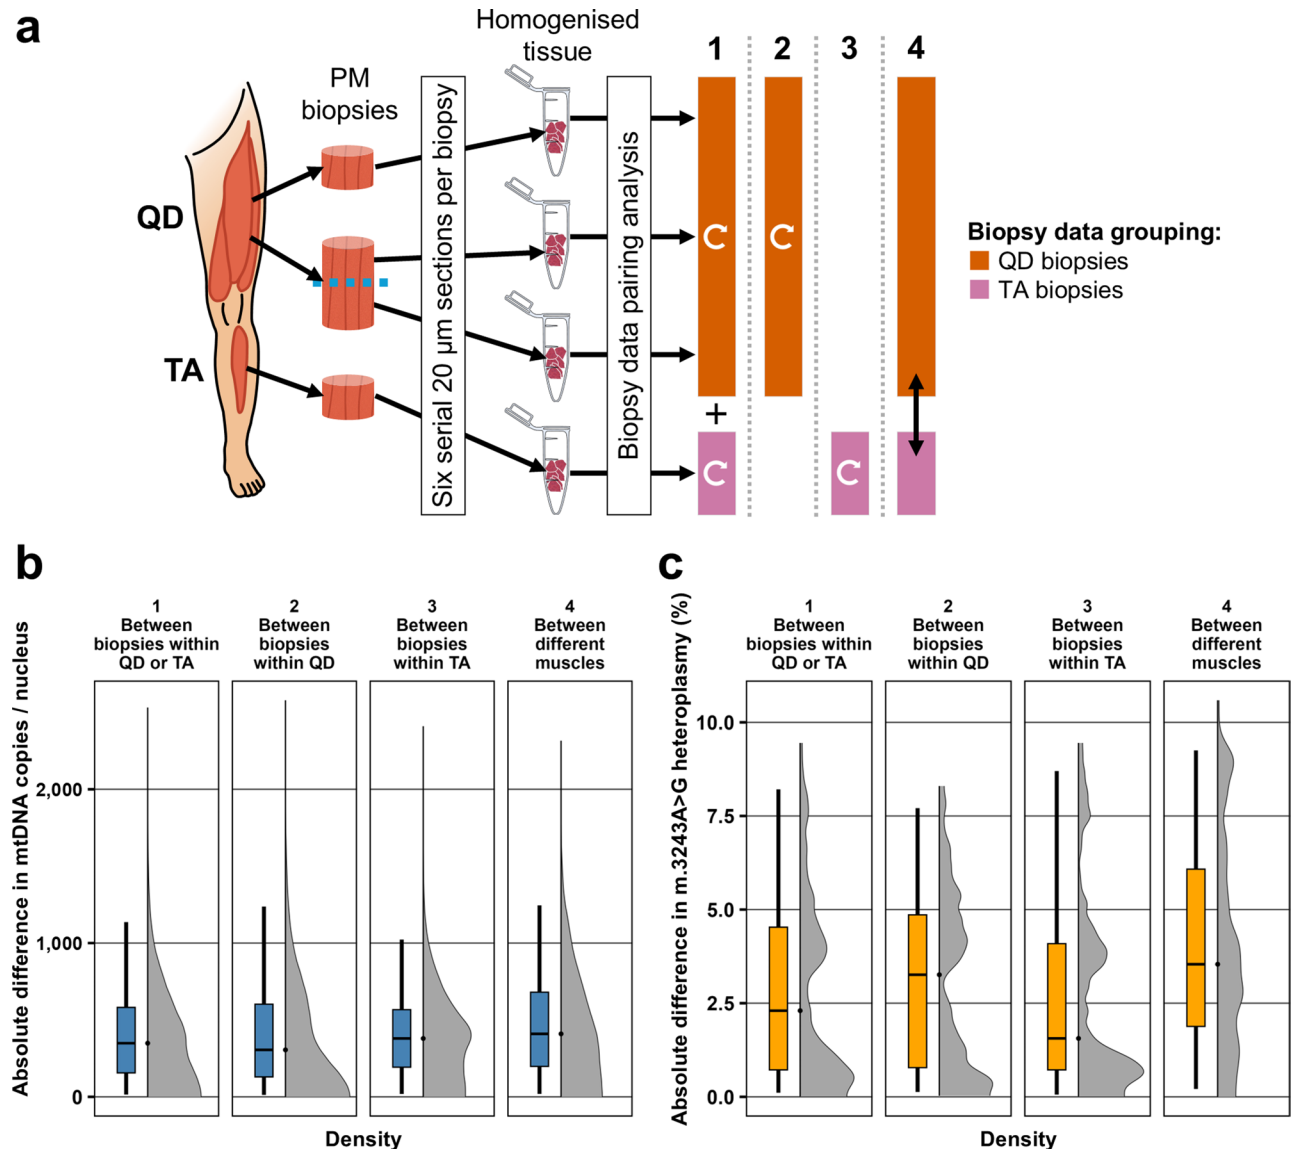 a
Homogenised
tissue
PM
biopsies
QD
TA
Six serial 20 µm sections per biopsy
Biopsy data pairing analysis
1 2 3 4
+
Biopsy data grouping:
QD biopsies
TA biopsies
b
Absolute difference in mtDNA copies / nucleus
1
Between
biopsies within
QD or TA
2
Between
biopsies
within QD
3
Between
biopsies
within TA
4
Between
different
muscles
2,000
1,000
0
Density
c
Absolute difference in m.3243A>G heteroplasmy (%)
1
Between
biopsies within
QD or TA
2
Between
biopsies
within QD
3
Between
biopsies
within TA
4
Between
different
muscles
10.0
7.5
5.0
2.5
0.0
Density